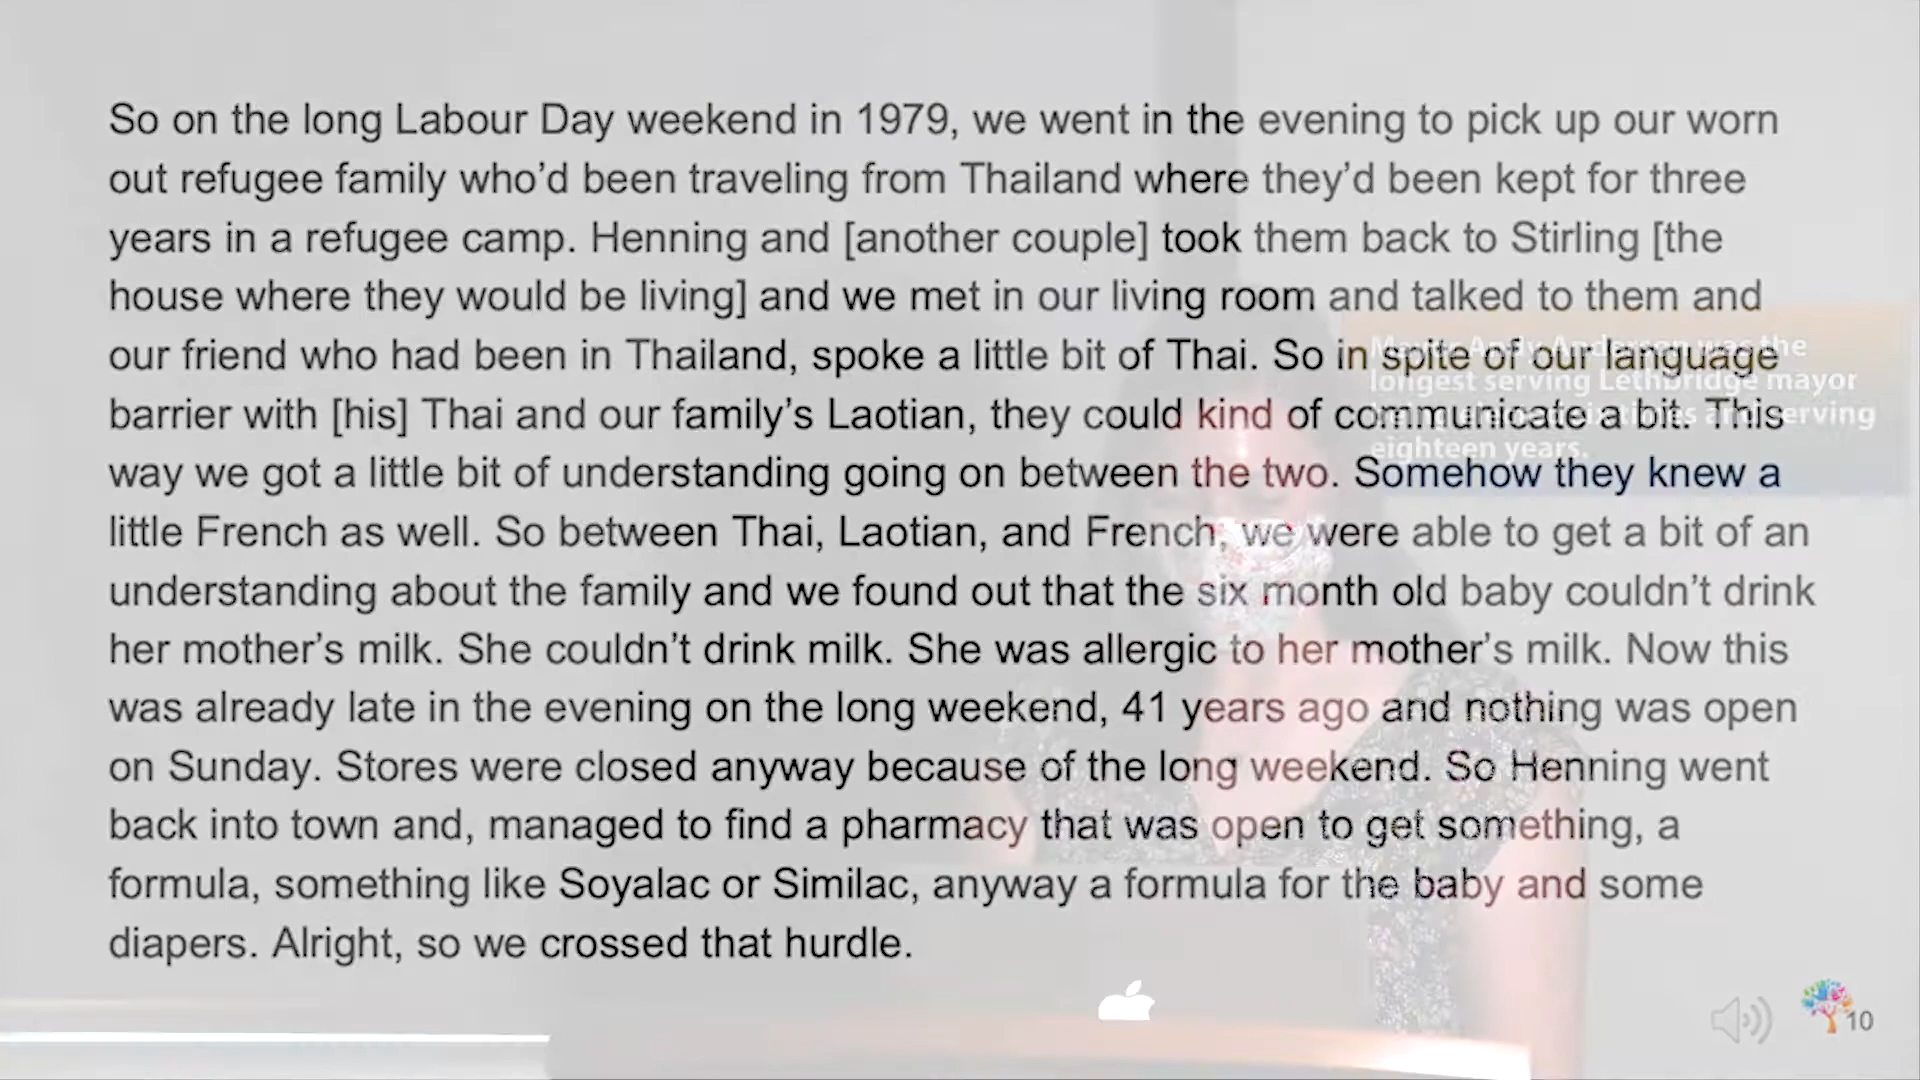 So on the long Labour Day weekend in 1979, we went in the evening to pick up our worn
out refugee family who’d been traveling from Thailand where they’d been kept for three
years in a refugee camp. Henning and [another couple] took them back to Stirling [the
house where they would be living] and we met in our living room and talked to them and
our friend who had been in Thailand, spoke a little bit of Thai. So in spite of our language
barrier with [his] Thai and our family’s Laotian, they could kind of communicate a bit. This
way we got a little bit of understanding going on between the two. Somehow they knew a
little French as well. So between Thai, Laotian, and French, we were able to get a bit of an
understanding about the family and we found out that the six month old baby couldn’t drink
her mother’s milk. She couldn’t drink milk. She was allergic to her mother’s milk. Now this
was already late in the evening on the long weekend, 41 years ago and nothing was open
on Sunday. Stores were closed anyway because of the long weekend. So Henning went
back into town and, managed to find a pharmacy that was open to get something, a
formula, something like Soyalac or Similac, anyway a formula for the baby and some
diapers. Alright, so we crossed that hurdle.
Mayor Andy Anderson was the
longest serving Lethbridge mayor
times and serving
eighteen years.
10